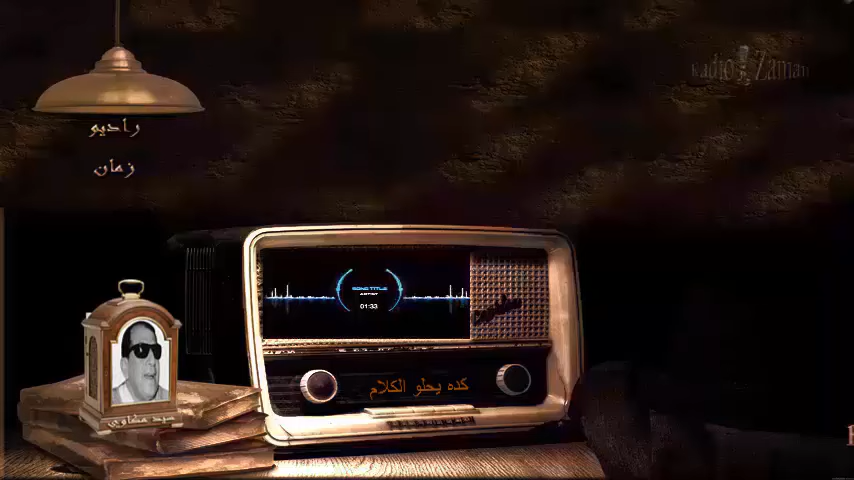 Radio Zaman
راديو
زمان
SONG TITLE
ARTIST
01:33
كده يحلو الكلام
سيد مكاوي